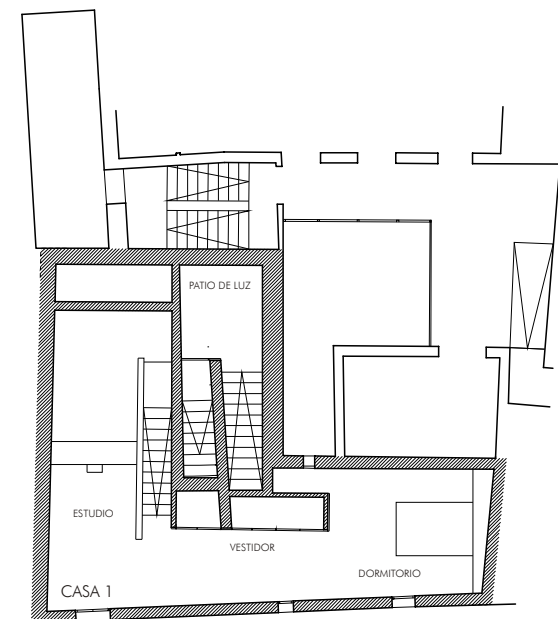 PATIO DE LUZ
ESTUDIO
VESTIDOR
DORMITORIO
CASA 1